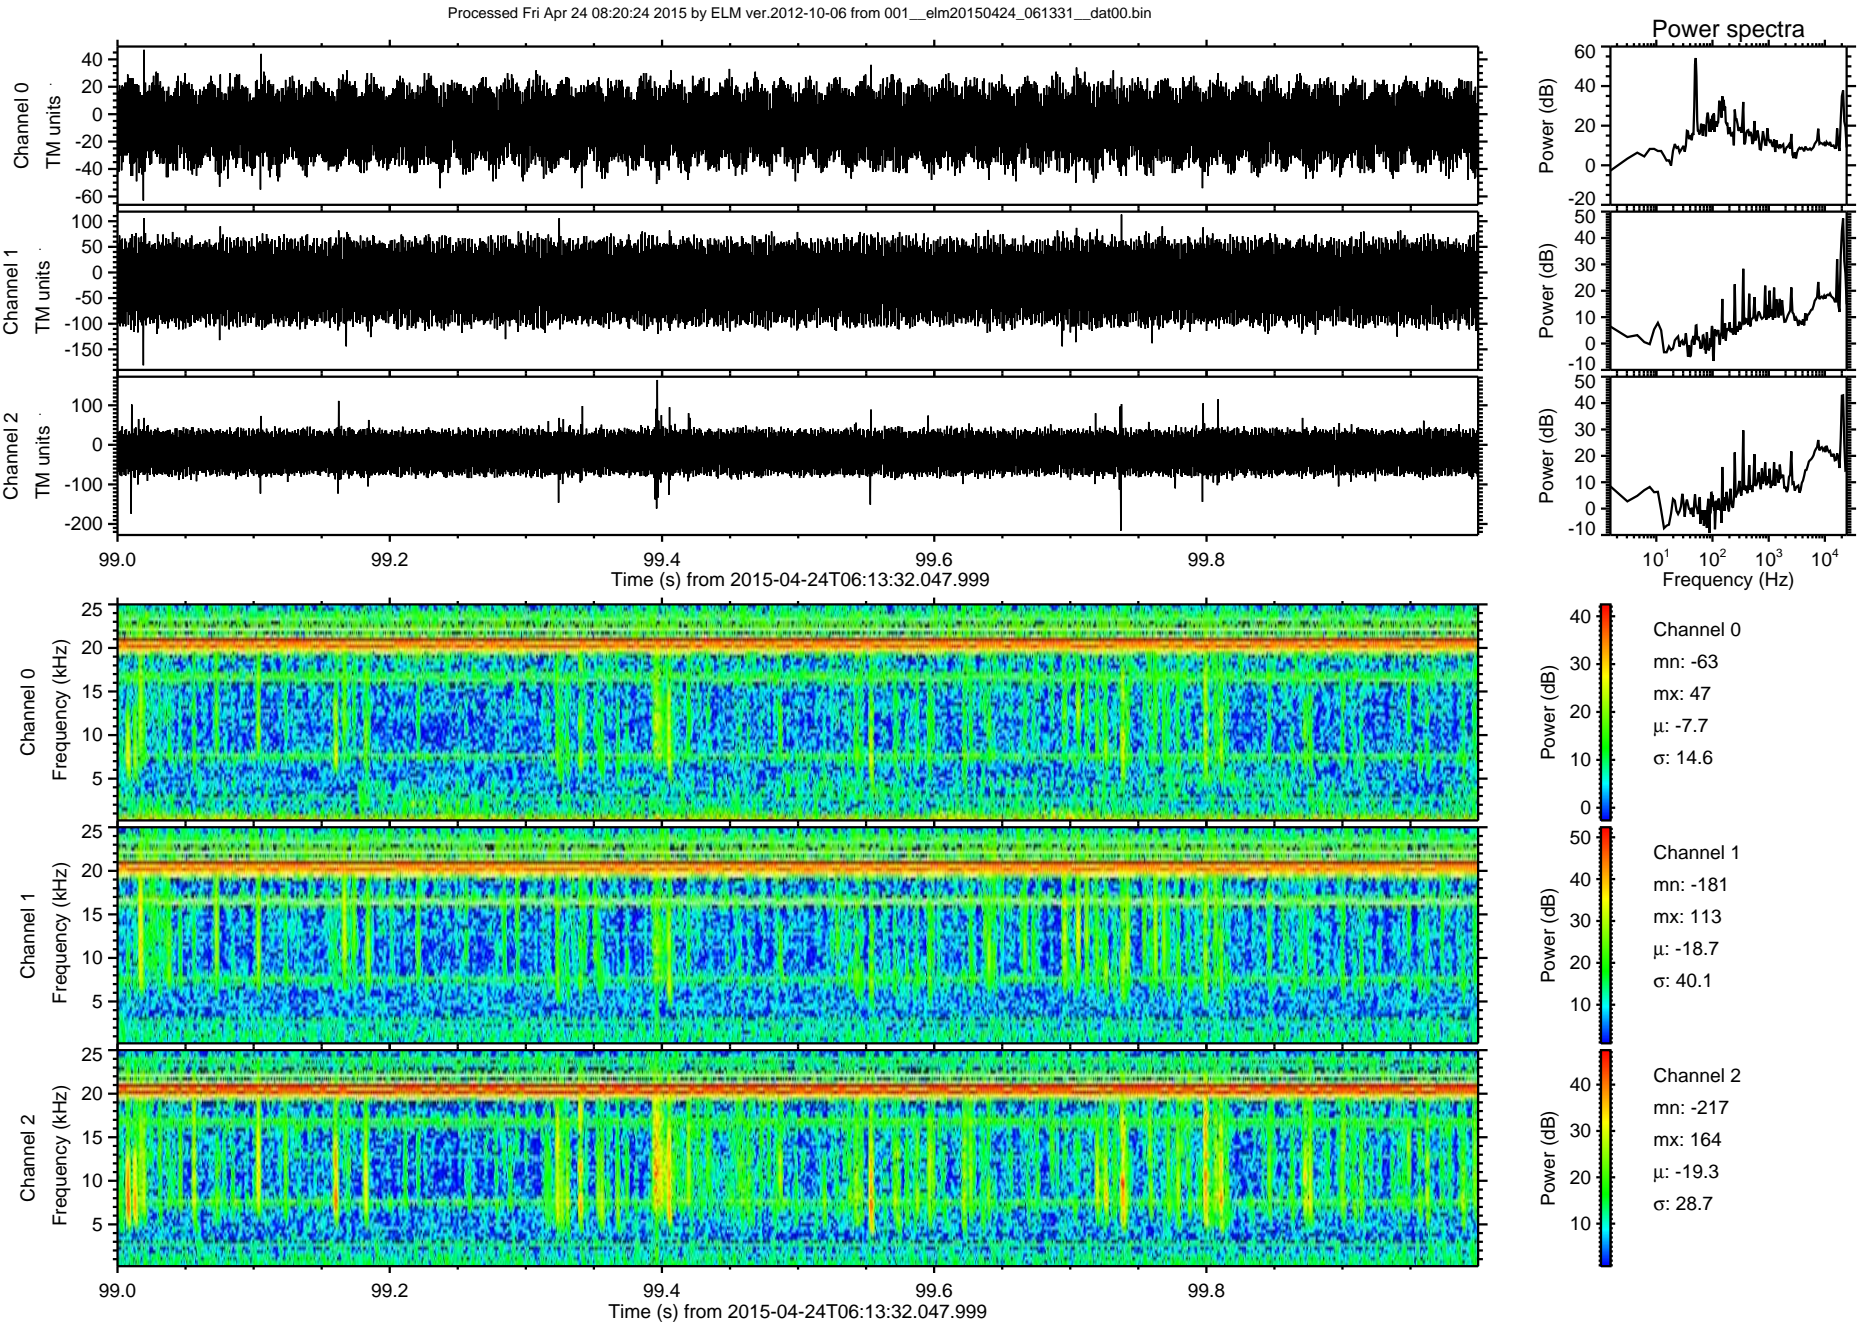 Processed Fri Apr 24 08:20:24 2015 by ELM ver.2012-10-06 from 001__elm20150424_061331__dat00.bin
Power spectra
Channel 0
TM units
40
20
0
-20
-40
-60
Power (dB)
60
40
20
0
-20
Channel 1
TM units
100
50
0
-50
-100
-150
Power (dB)
50
40
30
20
10
0
-10
Channel 2
TM units
100
0
-100
-200
Power (dB)
50
40
30
20
10
0
-10
99.0 99.2 99.4 99.6 99.8
Time (s) from 2015-04-24T06:13:32.047.999
10^1 10^2 10^3 10^4
Frequency (Hz)
Channel 0
Frequency (kHz)
25
20
15
10
5
Power (dB)
40
30
20
10
0
Channel 0
mn: -63
mx: 47
µ: -7.7
σ: 14.6
Channel 1
Frequency (kHz)
25
20
15
10
5
Power (dB)
50
40
30
20
10
Channel 1
mn: -181
mx: 113
µ: -18.7
σ: 40.1
Channel 2
Frequency (kHz)
25
20
15
10
5
Power (dB)
40
30
20
10
Channel 2
mn: -217
mx: 164
µ: -19.3
σ: 28.7
99.0 99.2 99.4 99.6 99.8
Time (s) from 2015-04-24T06:13:32.047.999